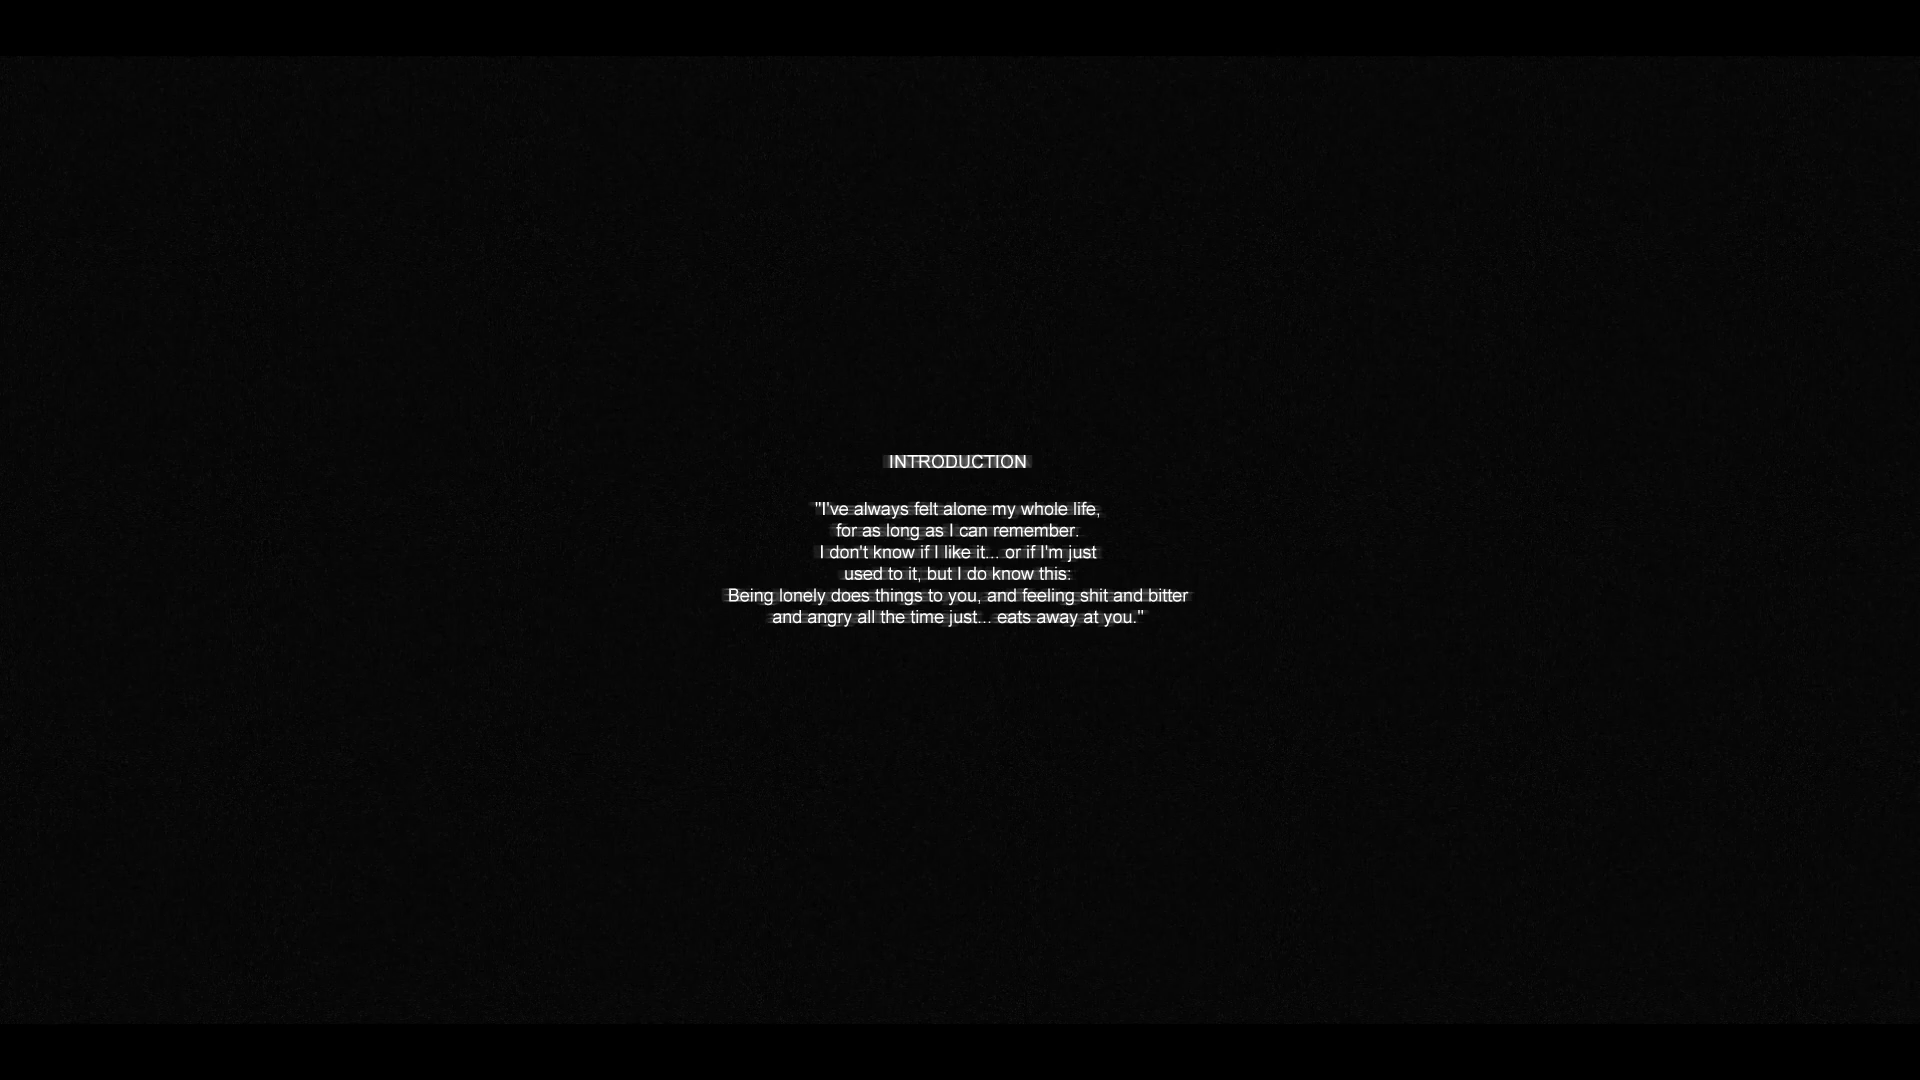 INTRODUCTION
"I've always felt alone my whole life,
for as long as I can remember.
I don't know if I like it... or if I'm just
used to it, but I do know this:
Being lonely does things to you, and feeling shit and bitter
and angry all the time just... eats away at you."